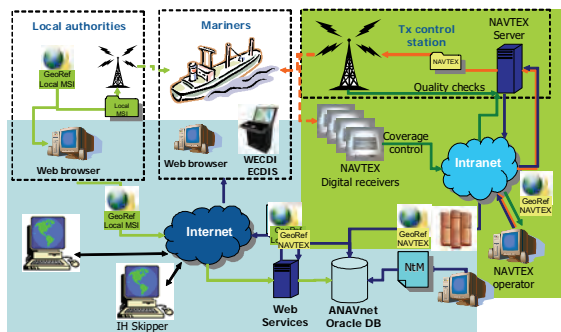 Local authorities
Mariners
Tx control
station
NAVTEX
Server
GeoRef
Local MSI
Local
MSI
NAVTEX
Quality checks
Web browser
Web browser
WECDI
ECDIS
NAVTEX
Digital receivers
Coverage
control
Intranet
GeoRef
NAVTEX
GeoRef
Local MSI
Internet
GeoRef
NAVTEX
GeoRef
NAVTEX
NtM
NAVTEX
operator
IH Skipper
Web
Services
ANAVnet
Oracle DB